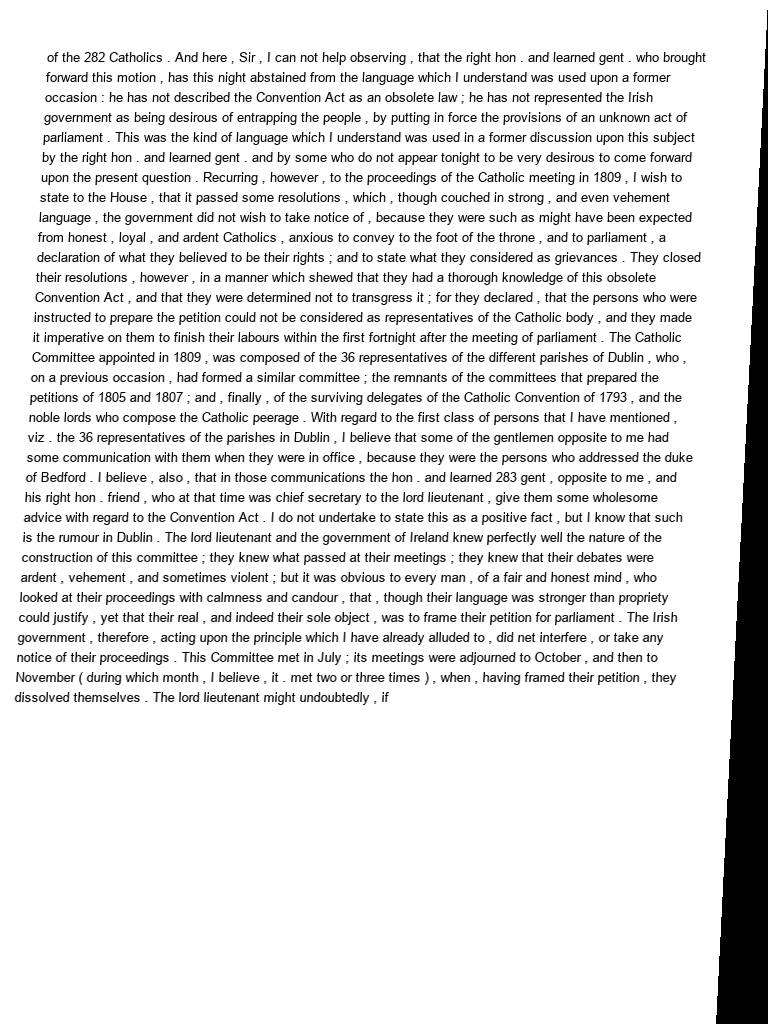 of the 282 Catholics . And here , Sir , I can not help observing , that the right hon . and learned gent . who brought
forward this motion , has this night abstained from the language which I understand was used upon a former
occasion : he has not described the Convention Act as an obsolete law ; he has not represented the Irish
government as being desirous of entrapping the people , by putting in force the provisions of an unknown act of
parliament . This was the kind of language which I understand was used in a former discussion upon this subject
by the right hon . and learned gent . and by some who do not appear tonight to be very desirous to come forward
upon the present question . Recurring , however , to the proceedings of the Catholic meeting in 1809 , I wish to
state to the House , that it passed some resolutions , which , though couched in strong , and even vehement
language , the government did not wish to take notice of , because they were such as might have been expected
from honest , loyal , and ardent Catholics , anxious to convey to the foot of the throne , and to parliament , a
declaration of what they believed to be their rights ; and to state what they considered as grievances . They closed
their resolutions , however , in a manner which shewed that they had a thorough knowledge of this obsolete
Convention Act , and that they were determined not to transgress it ; for they declared , that the persons who were
instructed to prepare the petition could not be considered as representatives of the Catholic body , and they made
it imperative on them to finish their labours within the first fortnight after the meeting of parliament . The Catholic
Committee appointed in 1809 , was composed of the 36 representatives of the different parishes of Dublin , who ,
on a previous occasion , had formed a similar committee ; the remnants of the committees that prepared the
petitions of 1805 and 1807 ; and , finally , of the surviving delegates of the Catholic Convention of 1793 , and the
noble lords who compose the Catholic peerage . With regard to the first class of persons that I have mentioned ,
viz . the 36 representatives of the parishes in Dublin , I believe that some of the gentlemen opposite to me had
some communication with them when they were in office , because they were the persons who addressed the duke
of Bedford . I believe , also , that in those communications the hon . and learned 283 gent , opposite to me , and
his right hon . friend , who at that time was chief secretary to the lord lieutenant , give them some wholesome
advice with regard to the Convention Act . I do not undertake to state this as a positive fact , but I know that such
is the rumour in Dublin . The lord lieutenant and the government of Ireland knew perfectly well the nature of the
construction of this committee ; they knew what passed at their meetings ; they knew that their debates were
ardent , vehement , and sometimes violent ; but it was obvious to every man , of a fair and honest mind , who
looked at their proceedings with calmness and candour , that , though their language was stronger than propriety
could justify , yet that their real , and indeed their sole object , was to frame their petition for parliament . The Irish
government , therefore , acting upon the principle which I have already alluded to , did net interfere , or take any
notice of their proceedings . This Committee met in July ; its meetings were adjourned to October , and then to
November ( during which month , I believe , it . met two or three times ) , when , having framed their petition , they
dissolved themselves . The lord lieutenant might undoubtedly , if